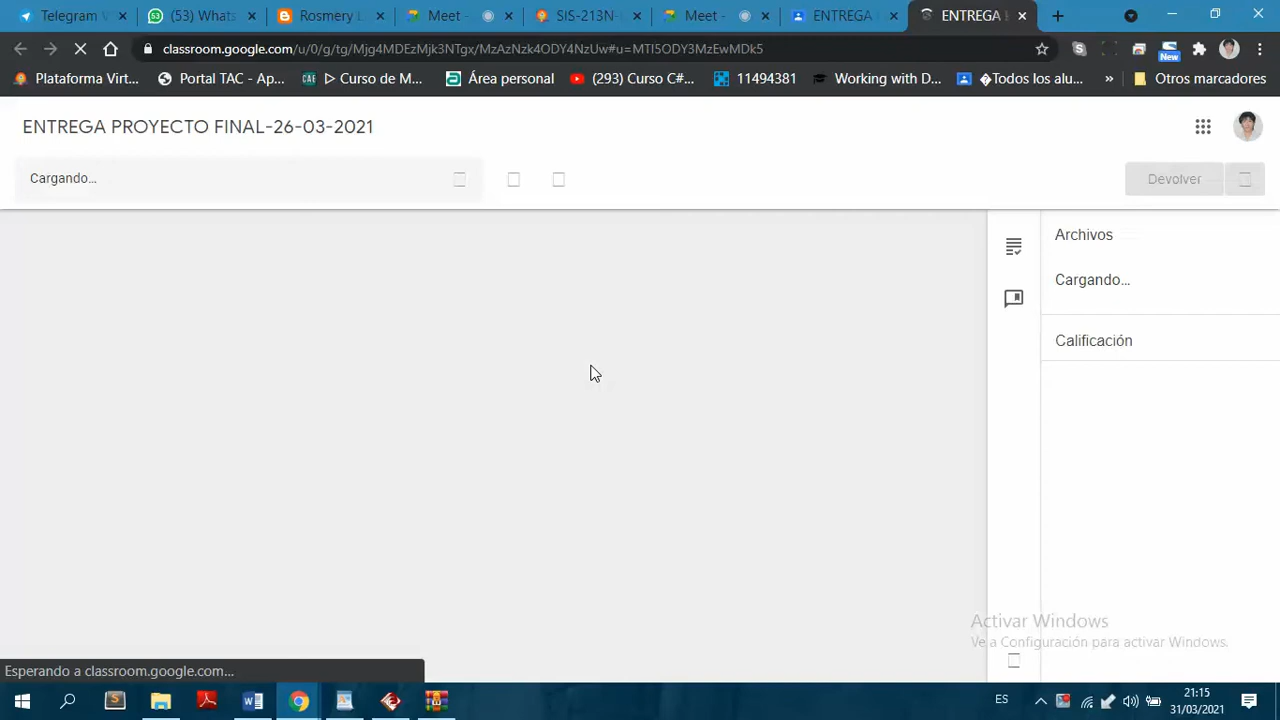 Telegram
(53) Whats
Rosmery
Meet -
SIS-213N-
Meet -
ENTREGA
ENTREGA
classroom.google.com/u/0/g/tg/Mjg4MDEzMjk3NTgx/MzAzNzk4ODY4NzUw#u=MTI5ODY3MzEwMDk5
New
Plataforma Virt...
Portal TAC - Ap...
CAE
▷ Curso de M...
Área personal
(293) Curso C#...
11494381
Working with D...
�Todos los alu...
»
Otros marcadores
ENTREGA PROYECTO FINAL-26-03-2021
Cargando...
Devolver
Archivos
Cargando...
Calificación
Activar Windows
Ve a Configuración para activar Windows.
Esperando a classroom.google.com...
ES
21:15
31/03/2021